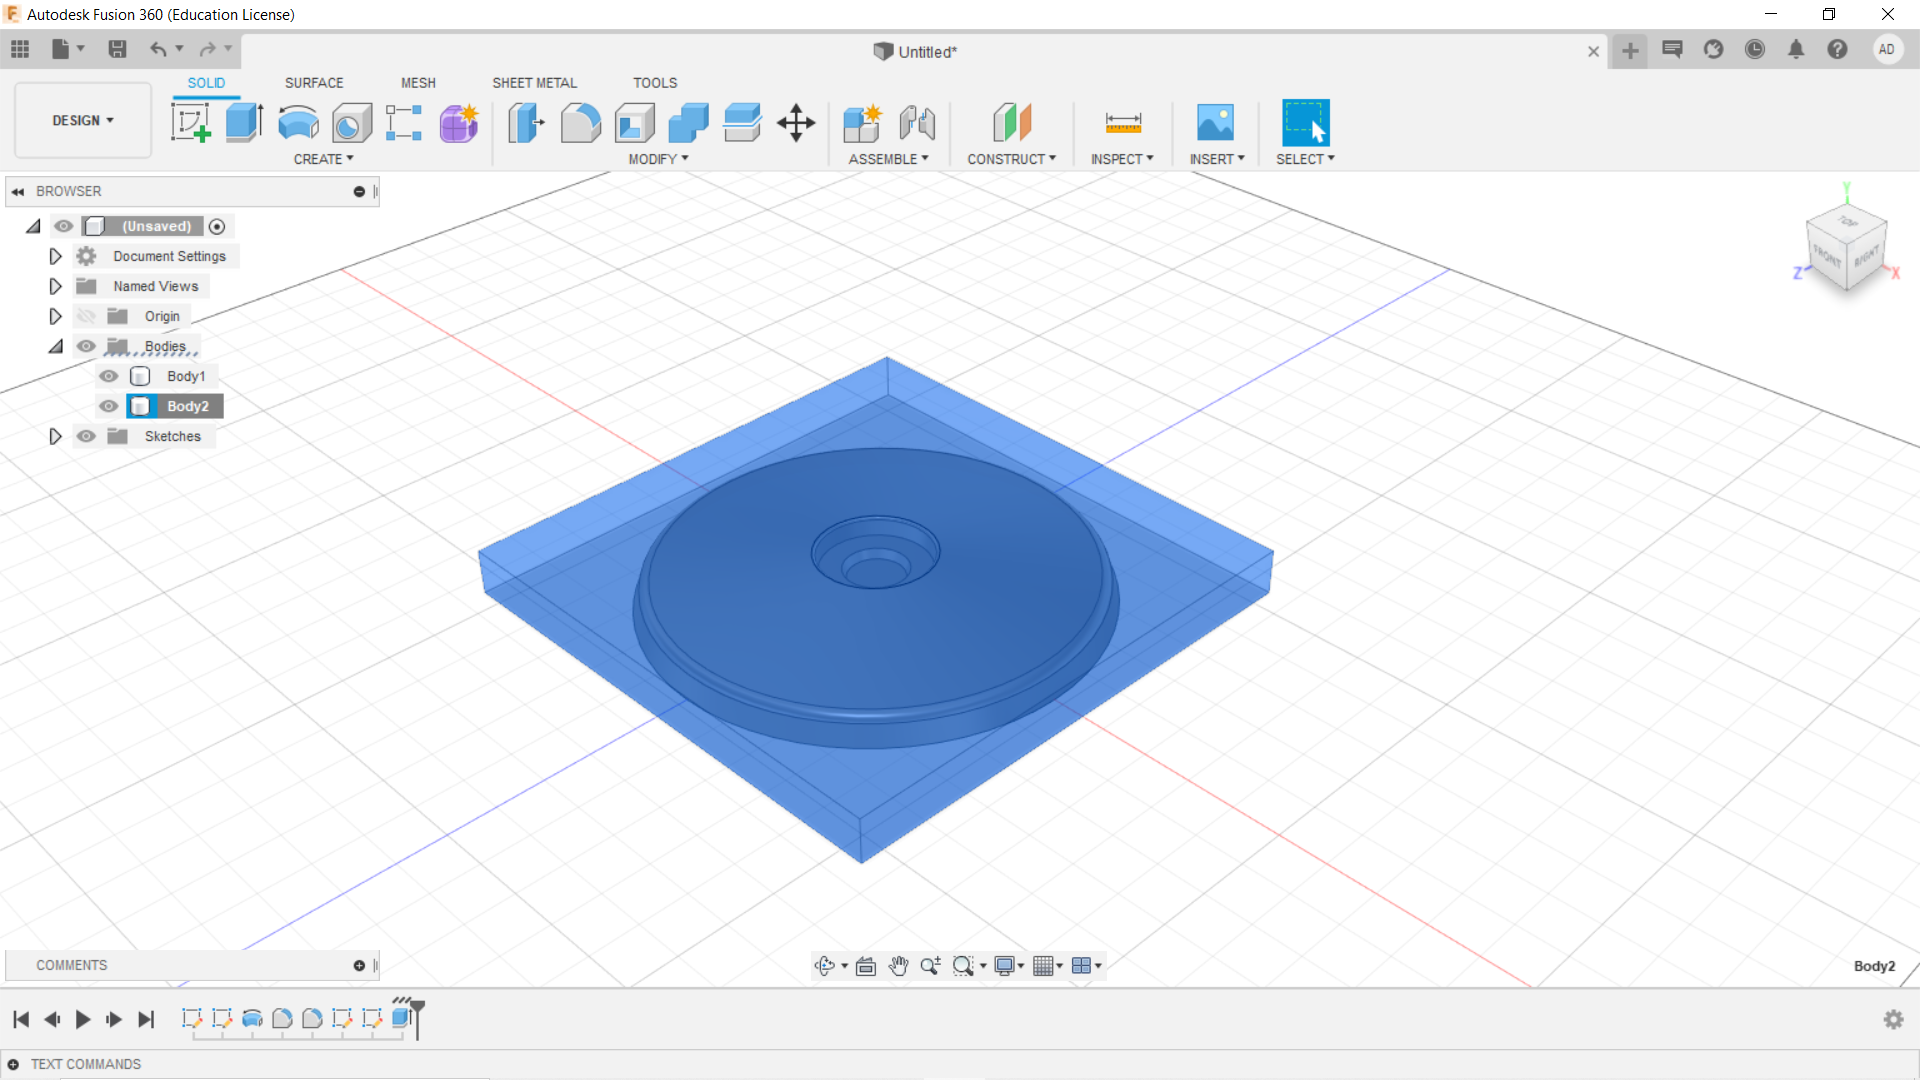 Autodesk Fusion 360 (Education License)
Untitled*
AD
SOLID SURFACE MESH SHEET METAL TOOLS
DESIGN
CREATE MODIFY ASSEMBLE CONSTRUCT INSPECT INSERT SELECT
BROWSER
(Unsaved)
Document Settings
Named Views
Origin
Bodies
Body1
Body2
Sketches
Y
TOP
FRONT
RIGHT
Z
X
COMMENTS
Body2
TEXT COMMANDS